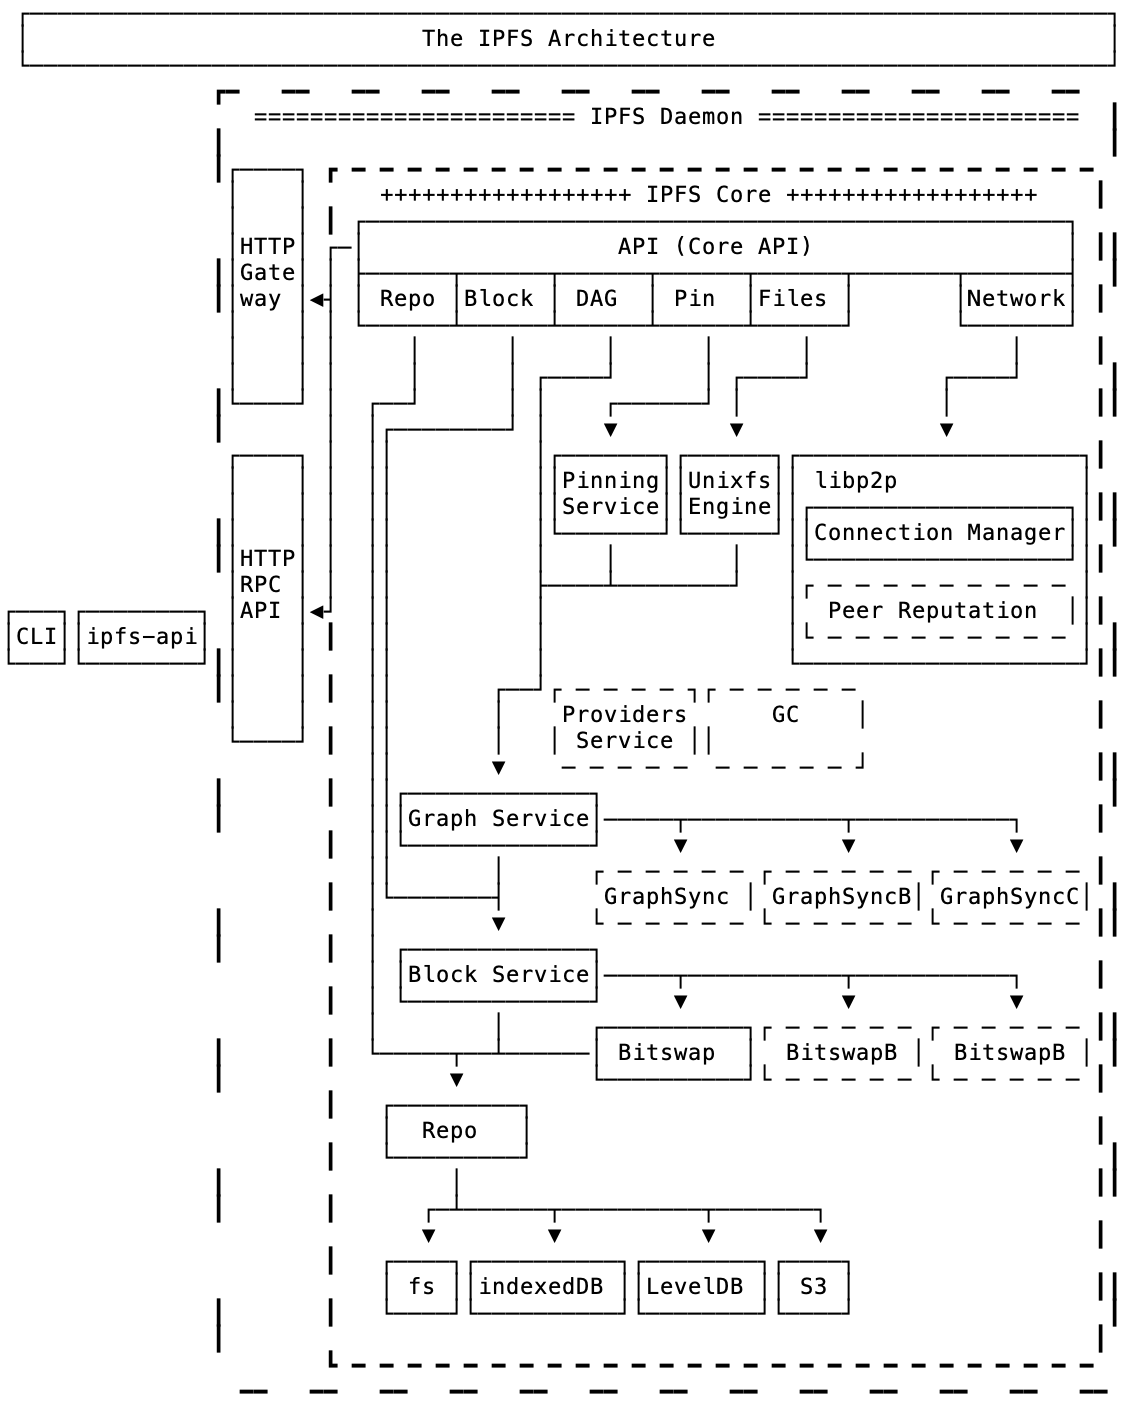 The IPFS Architecture
======================= IPFS Daemon =======================
++++++++++++++++++ IPFS Core ++++++++++++++++++
API (Core API)
Repo Block DAG Pin Files Network
HTTP
Gate
way
Pinning
Service
Unixfs
Engine
libp2p
Connection Manager
Peer Reputation
HTTP
RPC
API
CLI ipfs-api
Providers
Service
GC
Graph Service
GraphSync GraphSyncB GraphSyncC
Block Service
Bitswap BitswapB BitswapB
Repo
fs indexedDB LevelDB S3